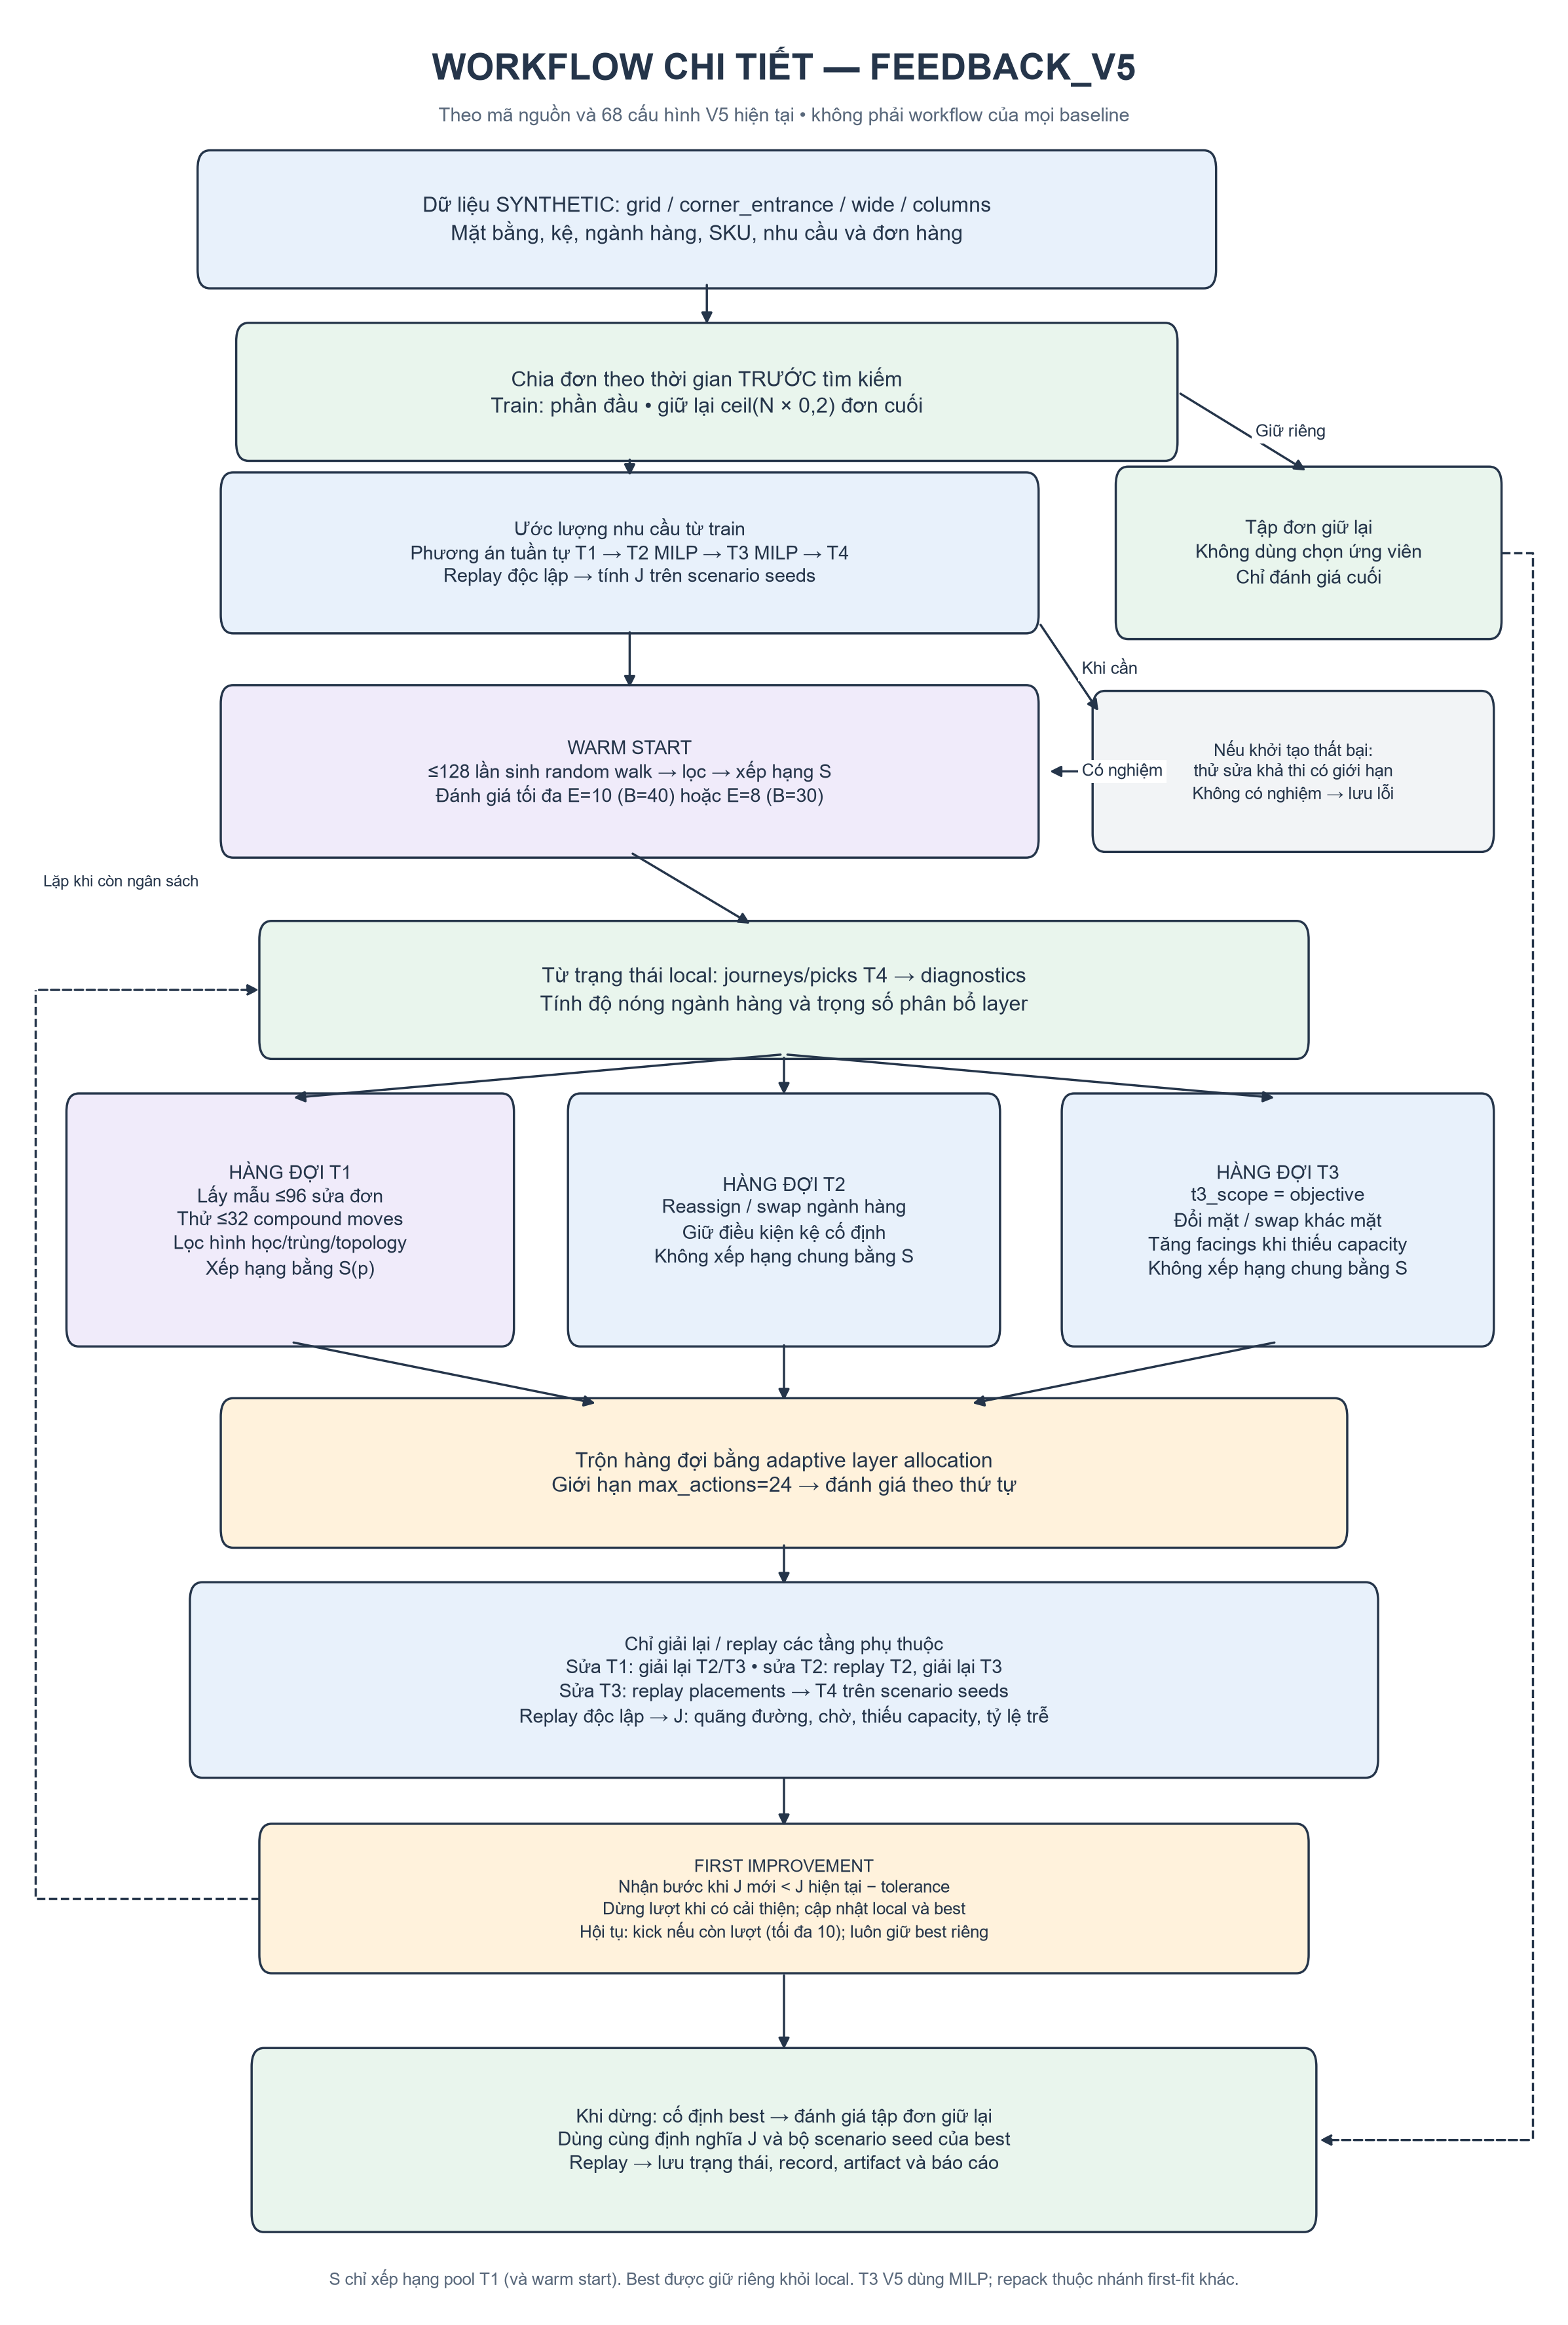 WORKFLOW CHI TIẾT — FEEDBACK_V5
Theo mã nguồn và 68 cấu hình V5 hiện tại • không phải workflow của mọi baseline
Dữ liệu SYNTHETIC: grid / corner_entrance / wide / columns
Mặt bằng, kệ, ngành hàng, SKU, nhu cầu và đơn hàng
Chia đơn theo thời gian TRƯỚC tìm kiếm
Train: phần đầu • giữ lại ceil(N × 0,2) đơn cuối
Giữ riêng
Ước lượng nhu cầu từ train
Phương án tuần tự T1 → T2 MILP → T3 MILP → T4
Replay độc lập → tính J trên scenario seeds
Tập đơn giữ lại
Không dùng chọn ứng viên
Chỉ đánh giá cuối
Khi cần
WARM START
≤128 lần sinh random walk → lọc → xếp hạng S
Đánh giá tối đa E=10 (B=40) hoặc E=8 (B=30)
Có nghiệm
Nếu khởi tạo thất bại:
thử sửa khả thi có giới hạn
Không có nghiệm → lưu lỗi
Lặp khi còn ngân sách
Từ trạng thái local: journeys/picks T4 → diagnostics
Tính độ nóng ngành hàng và trọng số phân bổ layer
HÀNG ĐỢI T1
Lấy mẫu ≤96 sửa đơn
Thử ≤32 compound moves
Lọc hình học/trùng/topology
Xếp hạng bằng S(p)
HÀNG ĐỢI T2
Reassign / swap ngành hàng
Giữ điều kiện kệ cố định
Không xếp hạng chung bằng S
HÀNG ĐỢI T3
t3_scope = objective
Đổi mặt / swap khác mặt
Tăng facings khi thiếu capacity
Không xếp hạng chung bằng S
Trộn hàng đợi bằng adaptive layer allocation
Giới hạn max_actions=24 → đánh giá theo thứ tự
Chỉ giải lại / replay các tầng phụ thuộc
Sửa T1: giải lại T2/T3 • sửa T2: replay T2, giải lại T3
Sửa T3: replay placements → T4 trên scenario seeds
Replay độc lập → J: quãng đường, chờ, thiếu capacity, tỷ lệ trễ
FIRST IMPROVEMENT
Nhận bước khi J mới < J hiện tại − tolerance
Dừng lượt khi có cải thiện; cập nhật local và best
Hội tụ: kick nếu còn lượt (tối đa 10); luôn giữ best riêng
Khi dừng: cố định best → đánh giá tập đơn giữ lại
Dùng cùng định nghĩa J và bộ scenario seed của best
Replay → lưu trạng thái, record, artifact và báo cáo
S chỉ xếp hạng pool T1 (và warm start). Best được giữ riêng khỏi local. T3 V5 dùng MILP; repack thuộc nhánh first-fit khác.